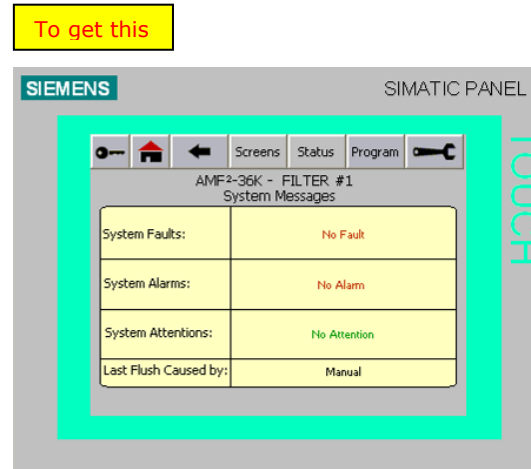 To get this
SIEMENS
SIMATIC PANEL
TOUCH
Screens Status Program
AMF²-36K - FILTER #1
System Messages
System Faults: No Fault
System Alarms: No Alarm
System Attentions: No Attention
Last Flush Caused by: Manual